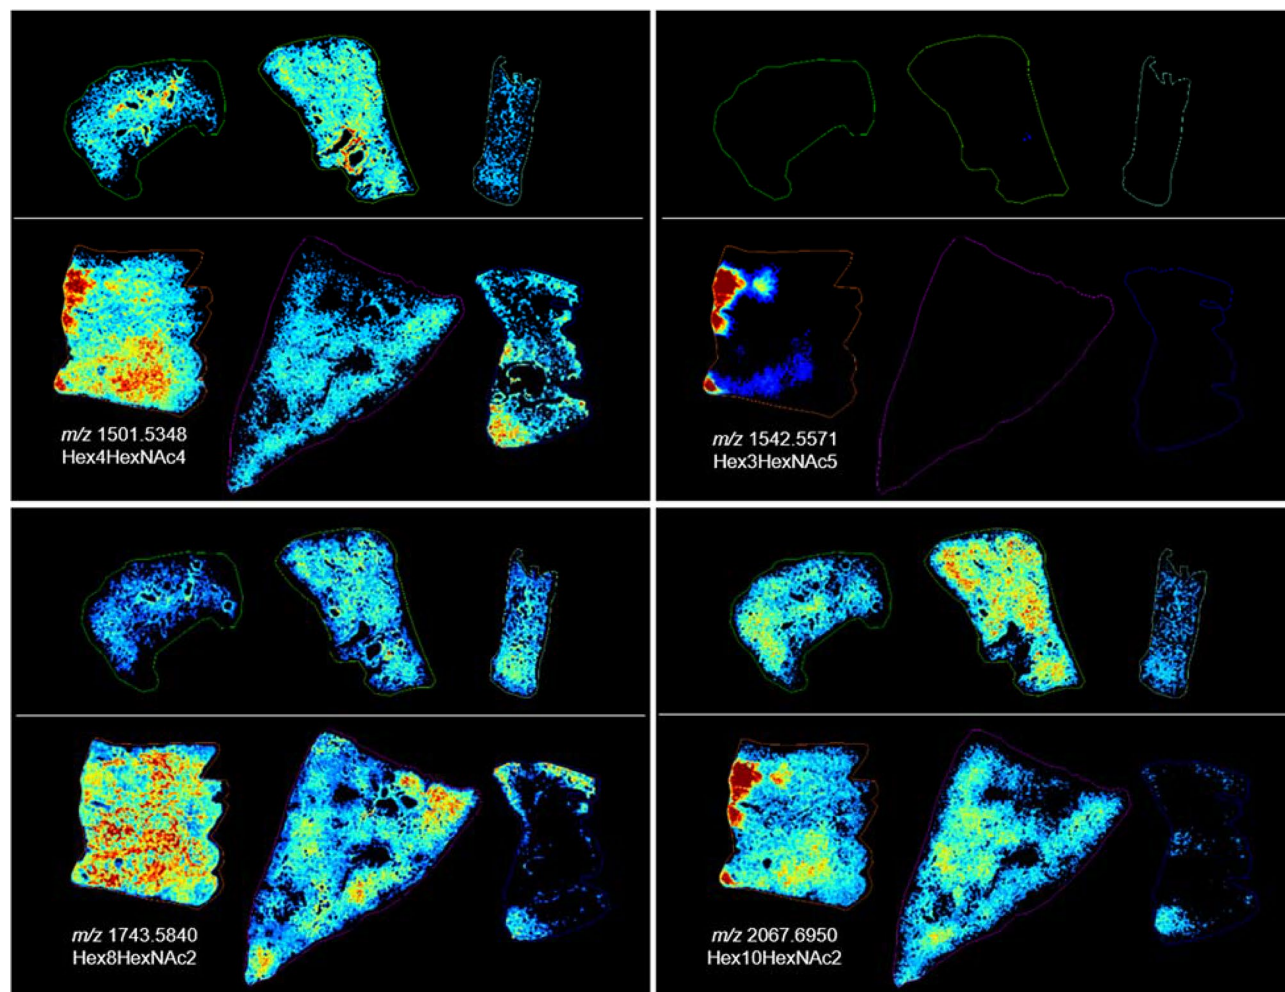 m/z 1501.5348
Hex4HexNAc4
m/z 1542.5571
Hex3HexNAc5
m/z 1743.5840
Hex8HexNAc2
m/z 2067.6950
Hex10HexNAc2